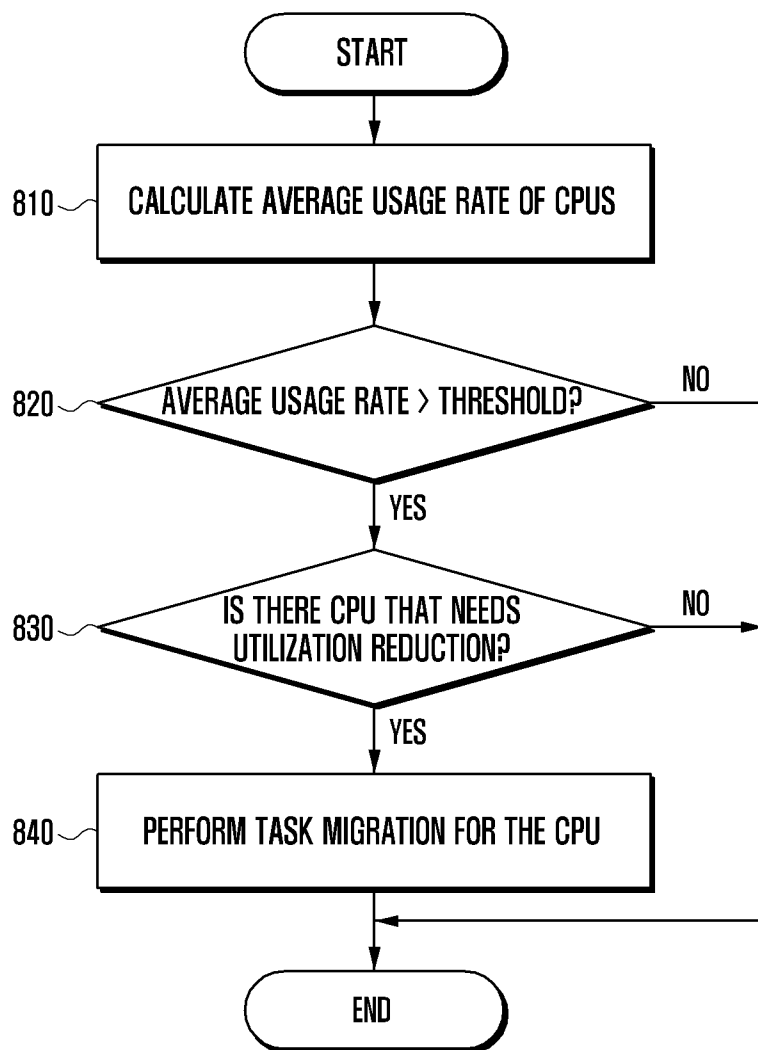 START
810
CALCULATE AVERAGE USAGE RATE OF CPUS
820
AVERAGE USAGE RATE > THRESHOLD?
NO
YES
830
IS THERE CPU THAT NEEDS
UTILIZATION REDUCTION?
NO
YES
840
PERFORM TASK MIGRATION FOR THE CPU
END